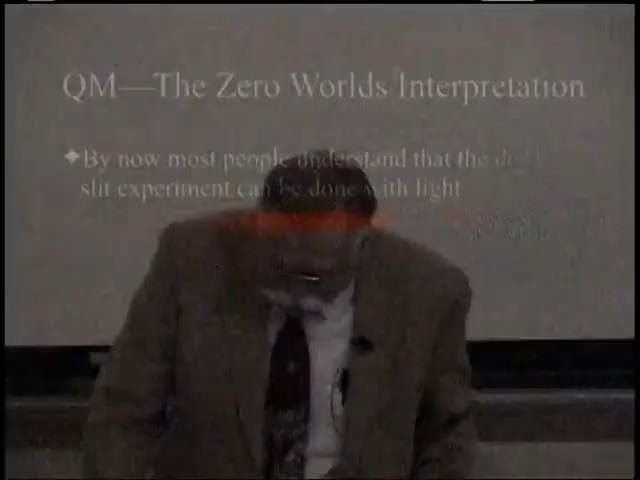 QM—The Zero Worlds Interpretation
✦By now most people understand that the
slit experiment can be done with light